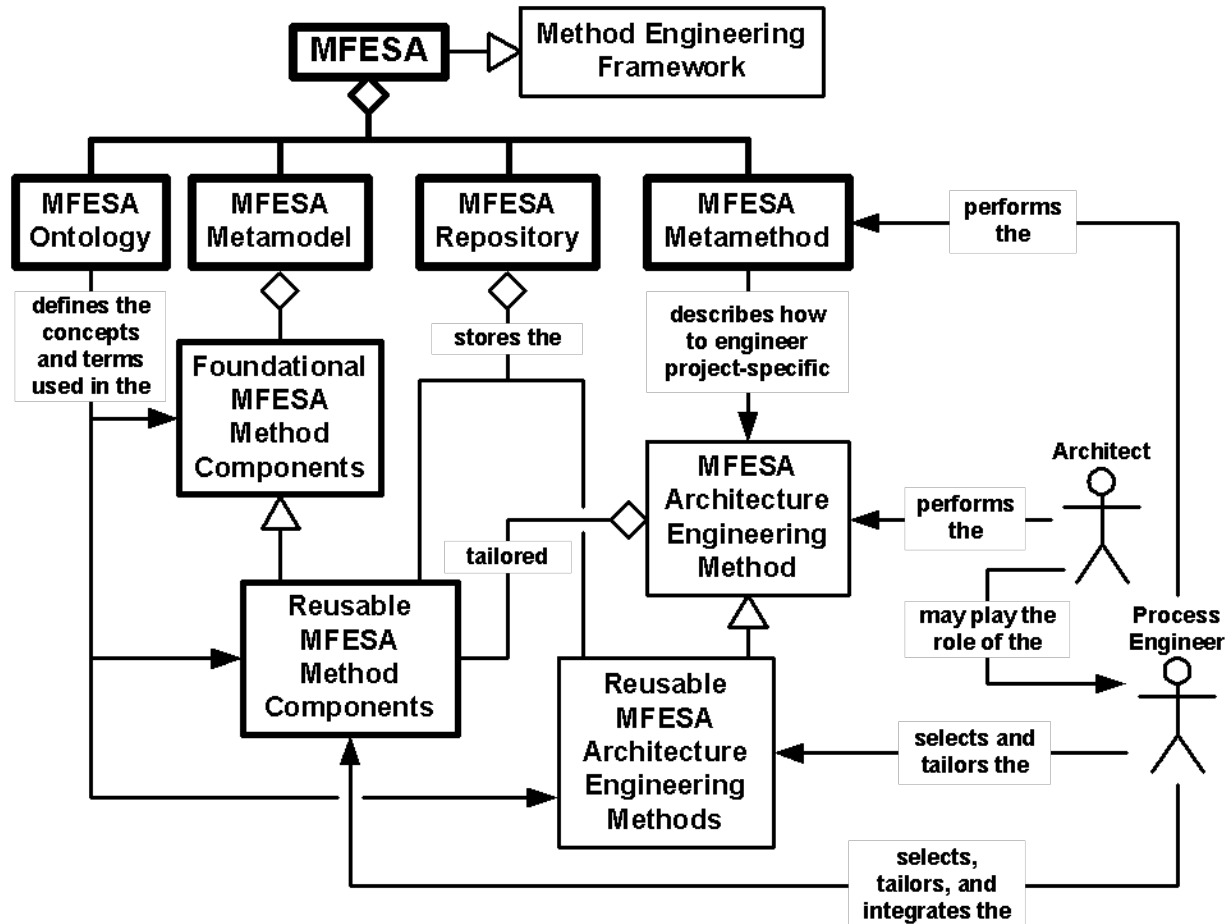 MFESA
Method Engineering
Framework
MFESA
Ontology
MFESA
Metamodel
MFESA
Repository
MFESA
Metamethod
performs
the
defines the
concepts
and terms
used in the
stores the
describes how
to engineer
project-specific
Foundational
MFESA
Method
Components
MFESA
Architecture
Engineering
Method
Architect
performs
the
tailored
Reusable
MFESA
Method
Components
may play the
role of the
Process
Engineer
Reusable
MFESA
Architecture
Engineering
Methods
selects and
tailors the
selects,
tailors, and
integrates the